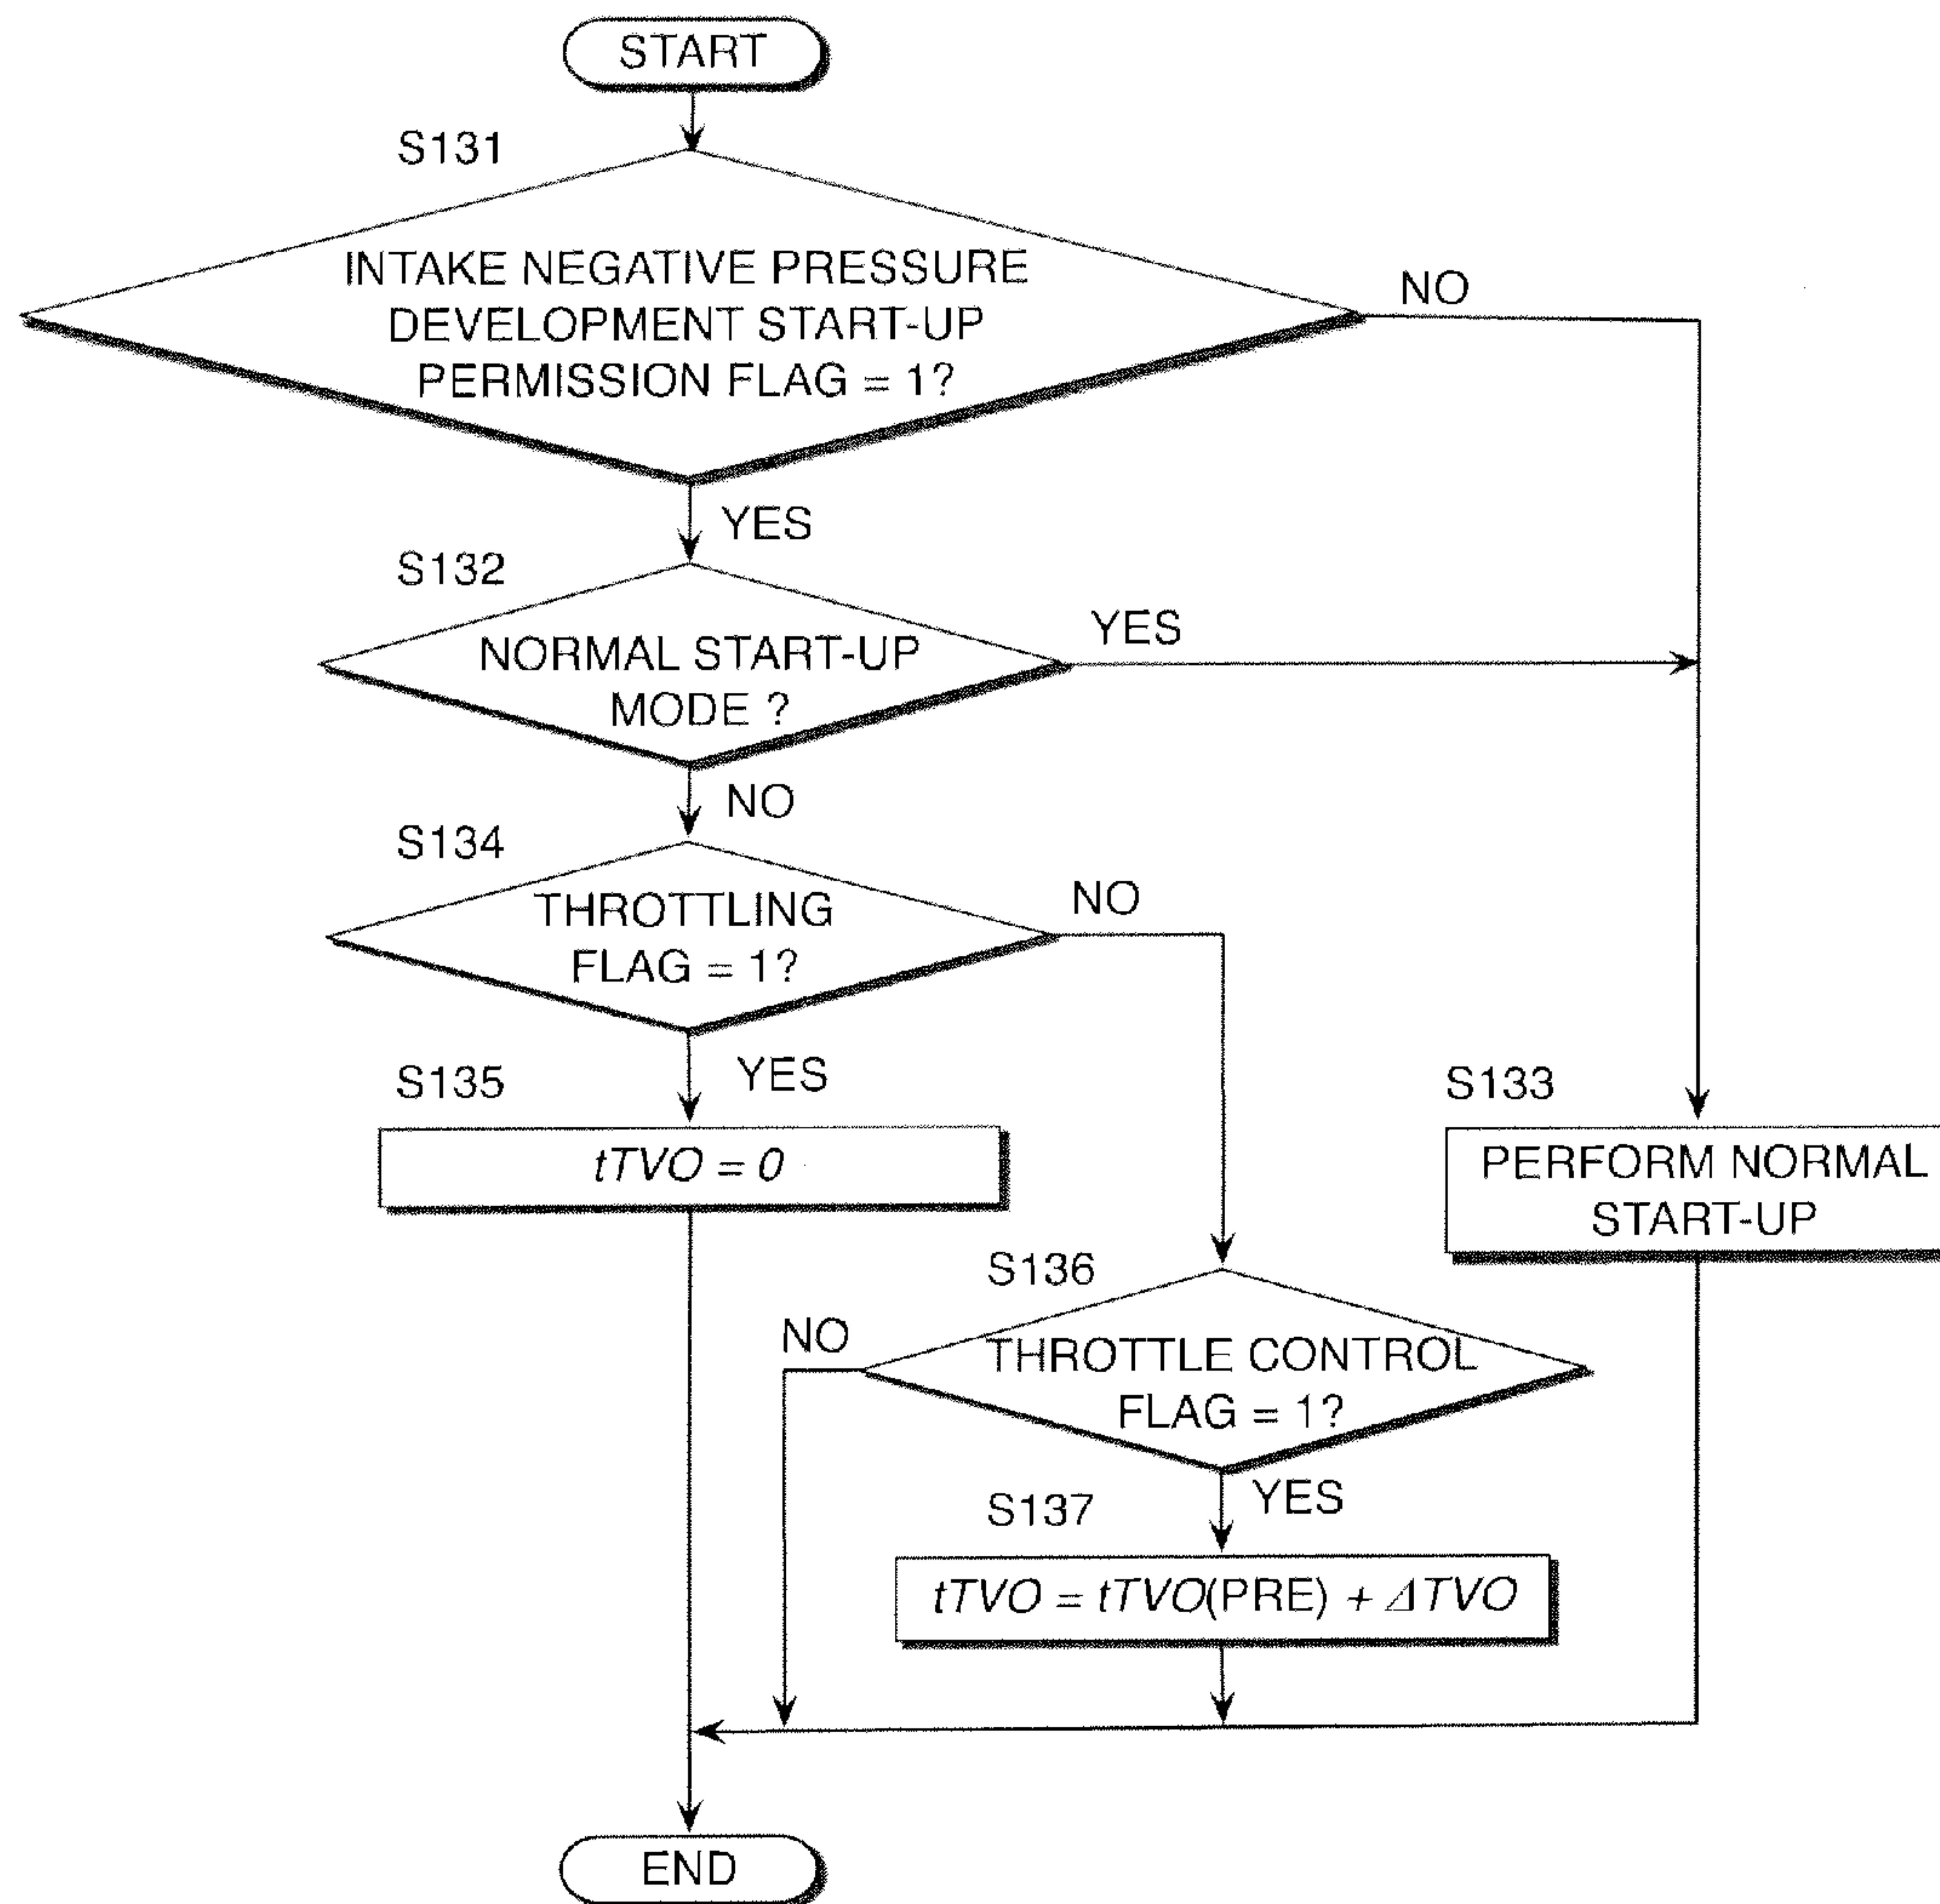 START
S131
INTAKE NEGATIVE PRESSURE
DEVELOPMENT START-UP
PERMISSION FLAG = 1?
NO
YES
S132
NORMAL START-UP
MODE ?
YES
NO
S134
THROTTLING
FLAG = 1?
NO
YES
S135
tTVO = 0
S133
PERFORM NORMAL
START-UP
S136
THROTTLE CONTROL
FLAG = 1?
NO
YES
S137
tTVO = tTVO(PRE) + ΔTVO
END